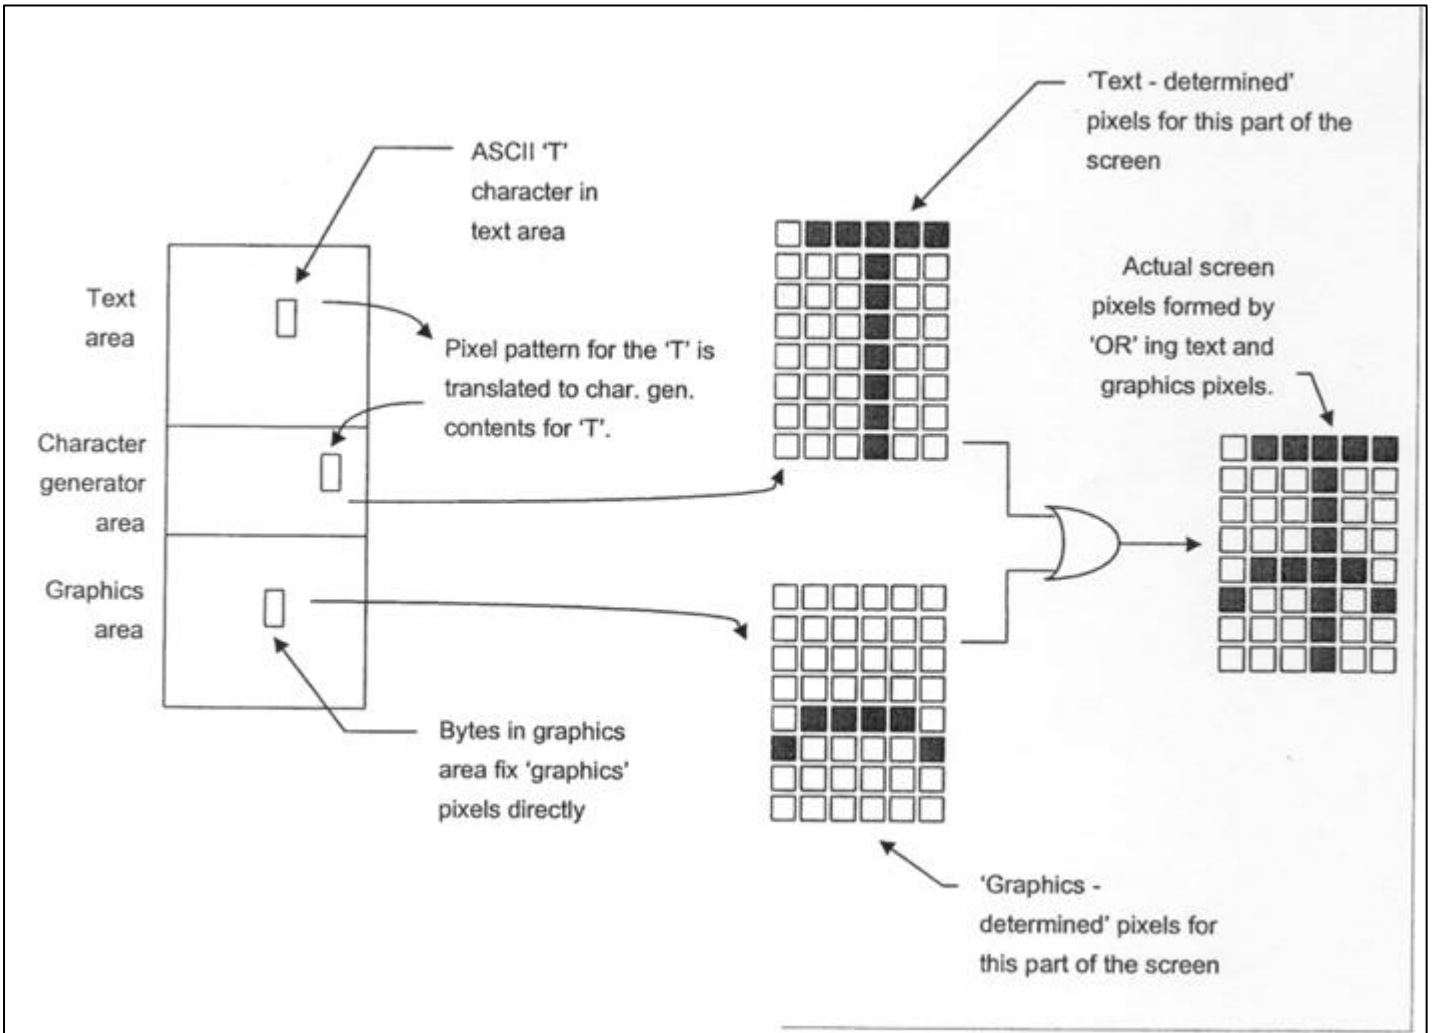 'Text - determined'
pixels for this part of the
screen
ASCII 'T'
character in
text area
Text
area
Pixel pattern for the 'T' is
translated to char. gen.
contents for 'T'.
Actual screen
pixels formed by
'OR' ing text and
graphics pixels.
Character
generator
area
Graphics
area
Bytes in graphics
area fix 'graphics'
pixels directly
'Graphics -
determined' pixels for
this part of the screen